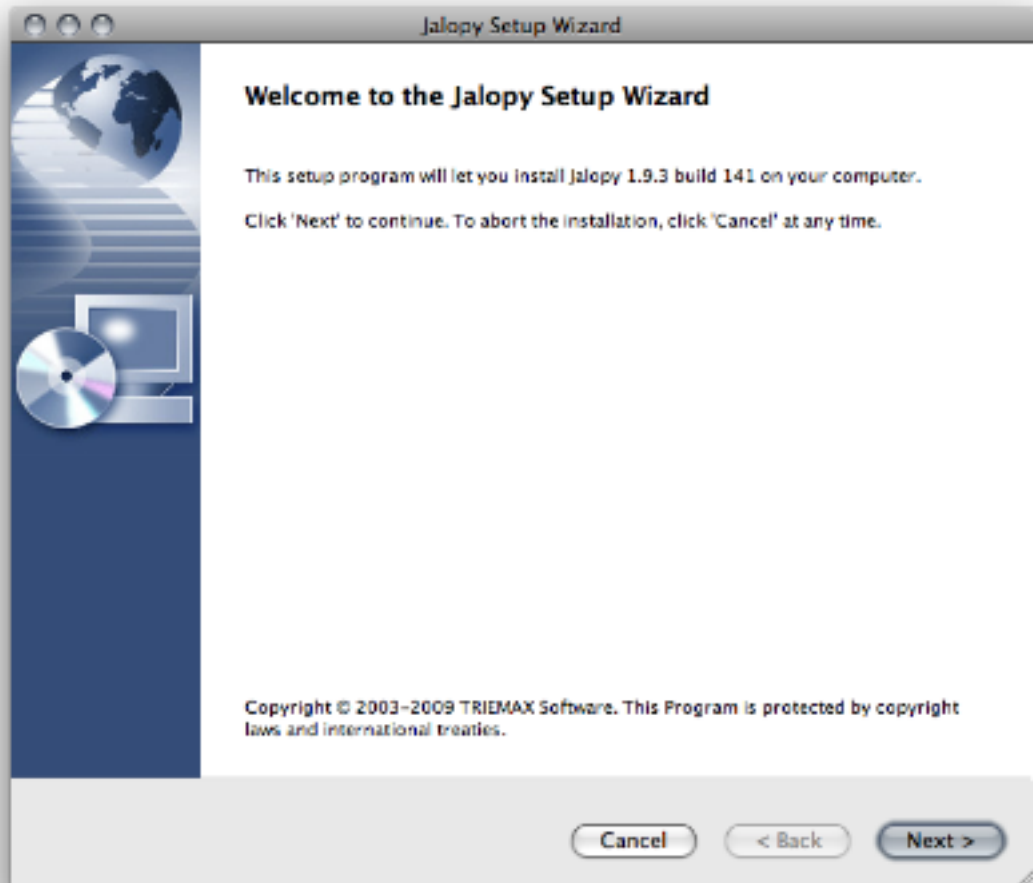 Jalopy Setup Wizard
Welcome to the Jalopy Setup Wizard
This setup program will let you install Jalopy 1.9.3 build 141 on your computer.
Click 'Next' to continue. To abort the installation, click 'Cancel' at any time.
Copyright © 2003-2009 TRIEMAX Software. This Program is protected by copyright
laws and international treaties.
Cancel
< Back
Next >